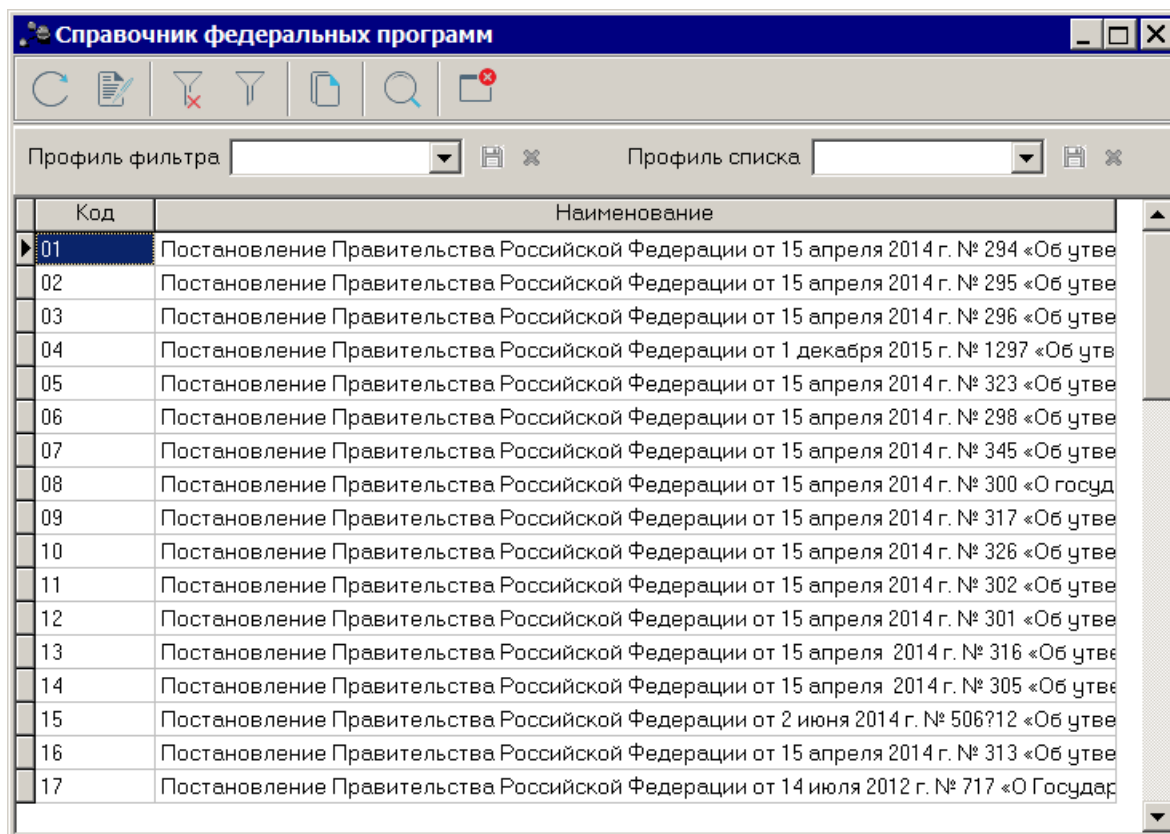 Справочник федеральных программ
Профиль фильтра Профиль списка
Код Наименование
01 Постановление Правительства Российской Федерации от 15 апреля 2014 г. № 294 «Об утве
02 Постановление Правительства Российской Федерации от 15 апреля 2014 г. № 295 «Об утве
03 Постановление Правительства Российской Федерации от 15 апреля 2014 г. № 296 «Об утве
04 Постановление Правительства Российской Федерации от 1 декабря 2015 г. № 1297 «Об утв
05 Постановление Правительства Российской Федерации от 15 апреля 2014 г. № 323 «Об утве
06 Постановление Правительства Российской Федерации от 15 апреля 2014 г. № 298 «Об утве
07 Постановление Правительства Российской Федерации от 15 апреля 2014 г. № 345 «Об утве
08 Постановление Правительства Российской Федерации от 15 апреля 2014 г. № 300 «О госуд
09 Постановление Правительства Российской Федерации от 15 апреля 2014 г. № 317 «Об утве
10 Постановление Правительства Российской Федерации от 15 апреля 2014 г. № 326 «Об утве
11 Постановление Правительства Российской Федерации от 15 апреля 2014 г. № 302 «Об утве
12 Постановление Правительства Российской Федерации от 15 апреля 2014 г. № 301 «Об утве
13 Постановление Правительства Российской Федерации от 15 апреля  2014 г. № 316 «Об утве
14 Постановление Правительства Российской Федерации от 15 апреля  2014 г. № 305 «Об утве
15 Постановление Правительства Российской Федерации от 2 июня 2014 г. № 506?12 «Об утве
16 Постановление Правительства Российской Федерации от 15 апреля 2014 г. № 313 «Об утве
17 Постановление Правительства Российской Федерации от 14 июля 2012 г. № 717 «О Государ